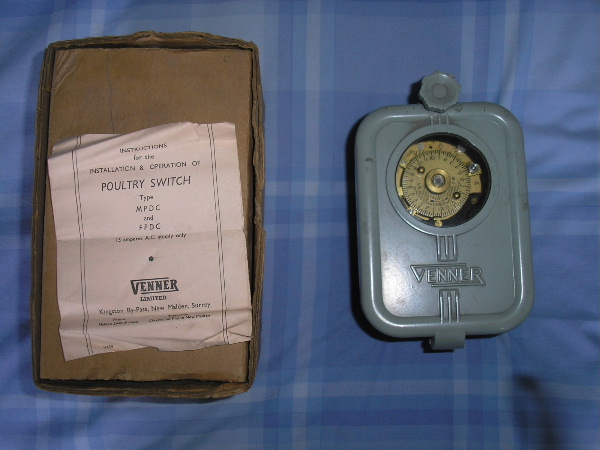 INSTRUCTIONS
for the
INSTALLATION & OPERATION OF
POULTRY SWITCH
Type
MPDC
and
FPDC
15 amperes A.C. supply only
VENNER
LIMITED
Kingston By-Pass, New Malden, Surrey
VENNER